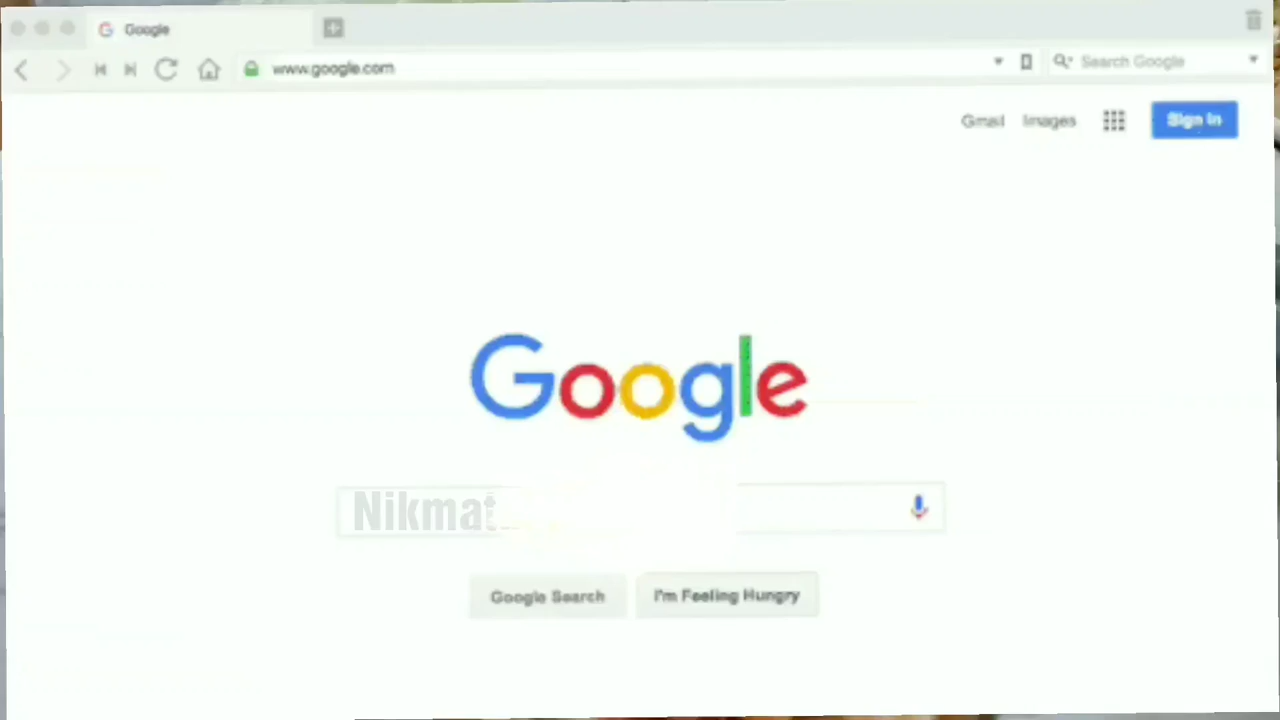 Google
www.google.com
Search Google
Gmail
Images
Sign In
Google
Nikmat
Google Search
I'm Feeling Hungry